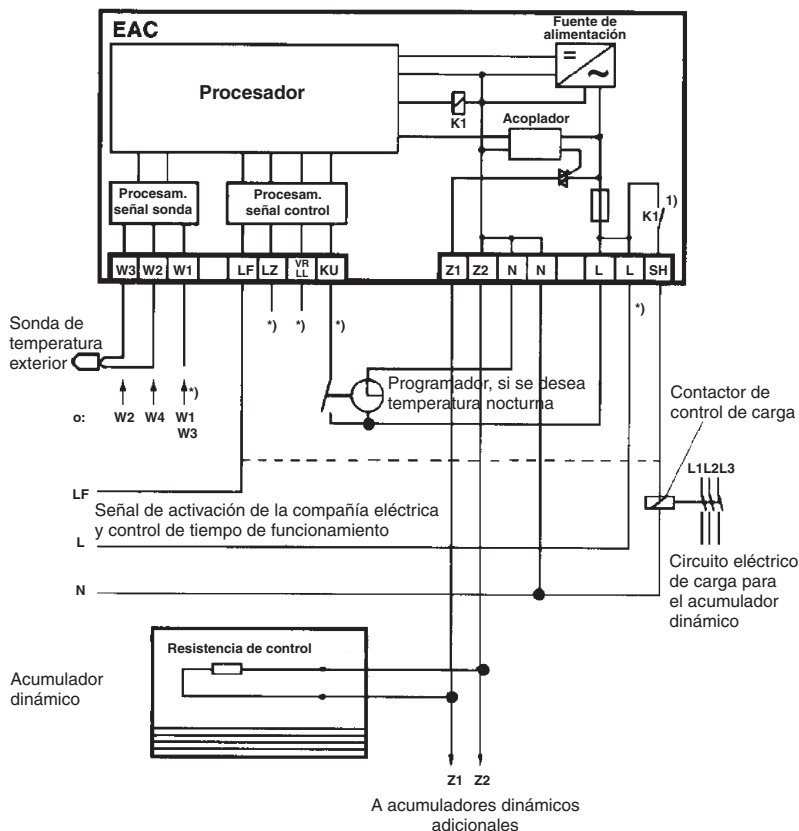 EAC
Fuente de
alimentación
=
~
Procesador
K1
Acoplador
Procesam.
señal sonda
Procesam.
señal control
K1
1)
W3 W2 W1 LF LZ VR LL KU Z1 Z2 N N L L SH
*) *) *) *)
Sonda de
temperatura
exterior
*)
o: W2 W4 W1
W3
Programador, si se desea
temperatura nocturna
Contactor de
control de carga
L1L2L3
LF
Señal de activación de la compañía eléctrica
y control de tiempo de funcionamiento
L
N
Circuito eléctrico
de carga para
el acumulador
dinámico
Resistencia de control
Acumulador
dinámico
Z1 Z2
A acumuladores dinámicos
adicionales